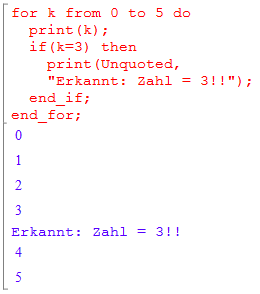 for k from 0 to 5 do
print(k);
if(k=3) then
print(Unquoted,
"Erkannt: Zahl = 3!!");
end_if;
end_for;
0
1
2
3
Erkannt: Zahl = 3!!
4
5